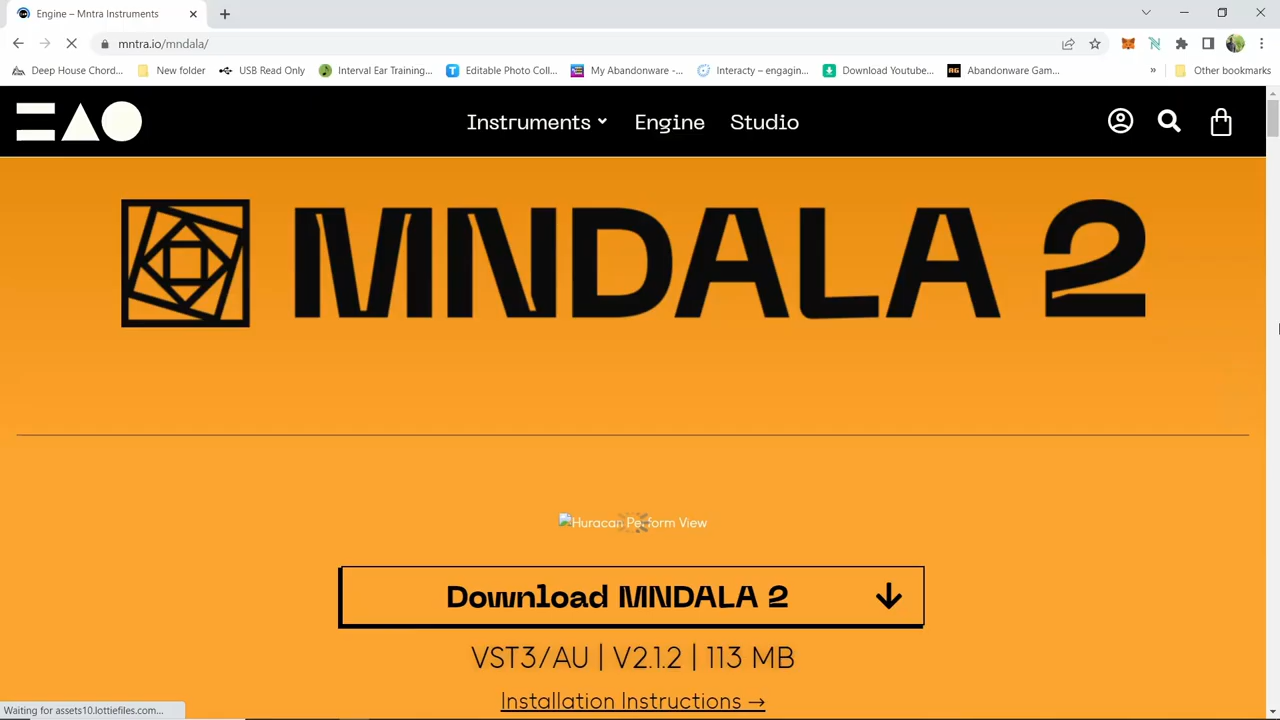 Engine – Mntra Instruments
mntra.io/mndala/
Deep House Chord...
New folder
USB Read Only
Interval Ear Training...
Editable Photo Coll...
My Abandonware -...
Interacty – engagin...
Download Youtube...
AG
Abandonware Gam...
»
Other bookmarks
Instruments
Engine
Studio
MNDALA 2
Huracan Perform View
Download MNDALA 2
VST3/AU | V2.1.2 | 113 MB
Installation Instructions →
Waiting for assets10.lottiefiles.com...